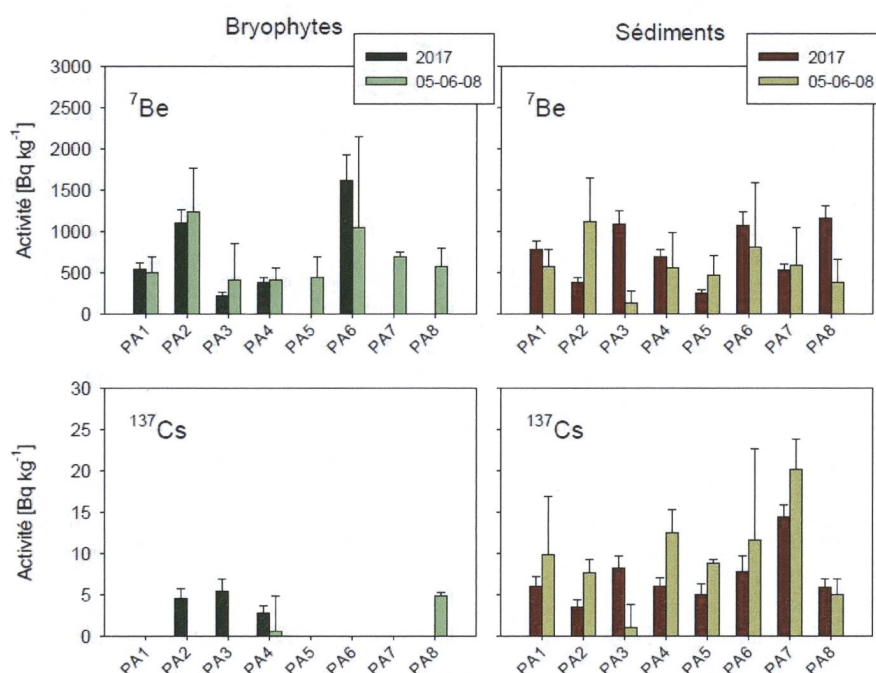 Bryophytes
2017
05-06-08
Sédiments
2017
05-06-08
Activité [Bq kg⁻¹]
3000
2500
2000
1500
1000
500
0
⁷Be
PA1 PA2 PA3 PA4 PA5 PA6 PA7 PA8
⁷Be
PA1 PA2 PA3 PA4 PA5 PA6 PA7 PA8
Activité [Bq kg⁻¹]
30
25
20
15
10
5
0
¹³⁷Cs
PA1 PA2 PA3 PA4 PA5 PA6 PA7 PA8
¹³⁷Cs
PA1 PA2 PA3 PA4 PA5 PA6 PA7 PA8